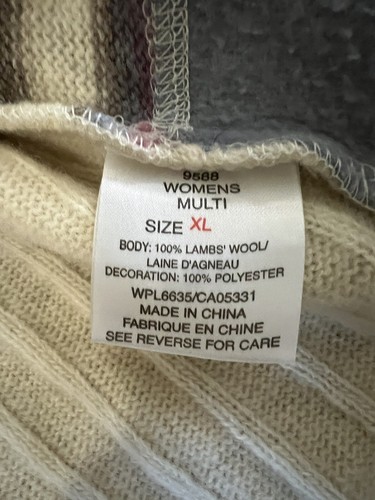 9568
WOMENS
MULTI
SIZE XL
BODY: 100% LAMBS' WOOL/
LAINE D'AGNEAU
DECORATION: 100% POLYESTER
WPL6635/CA05331
MADE IN CHINA
FABRIQUE EN CHINE
SEE REVERSE FOR CARE